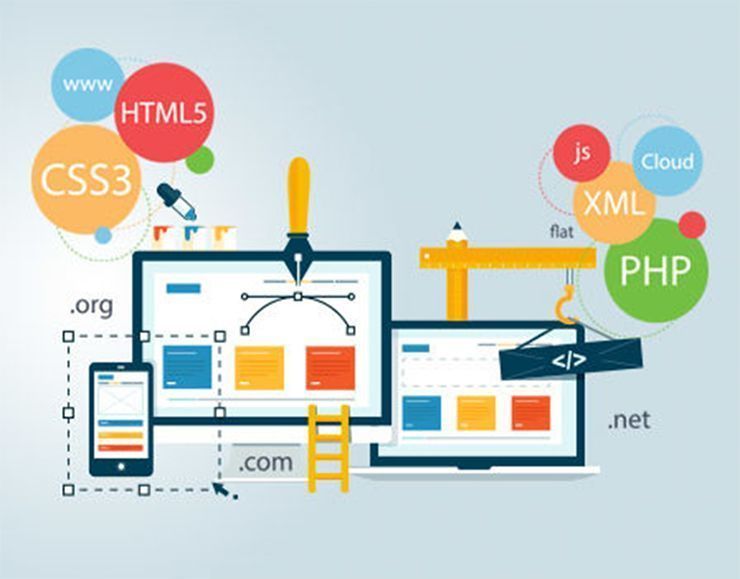 www
HTML5
CSS3
js
Cloud
XML
flat
PHP
.org
</>
.net
.com